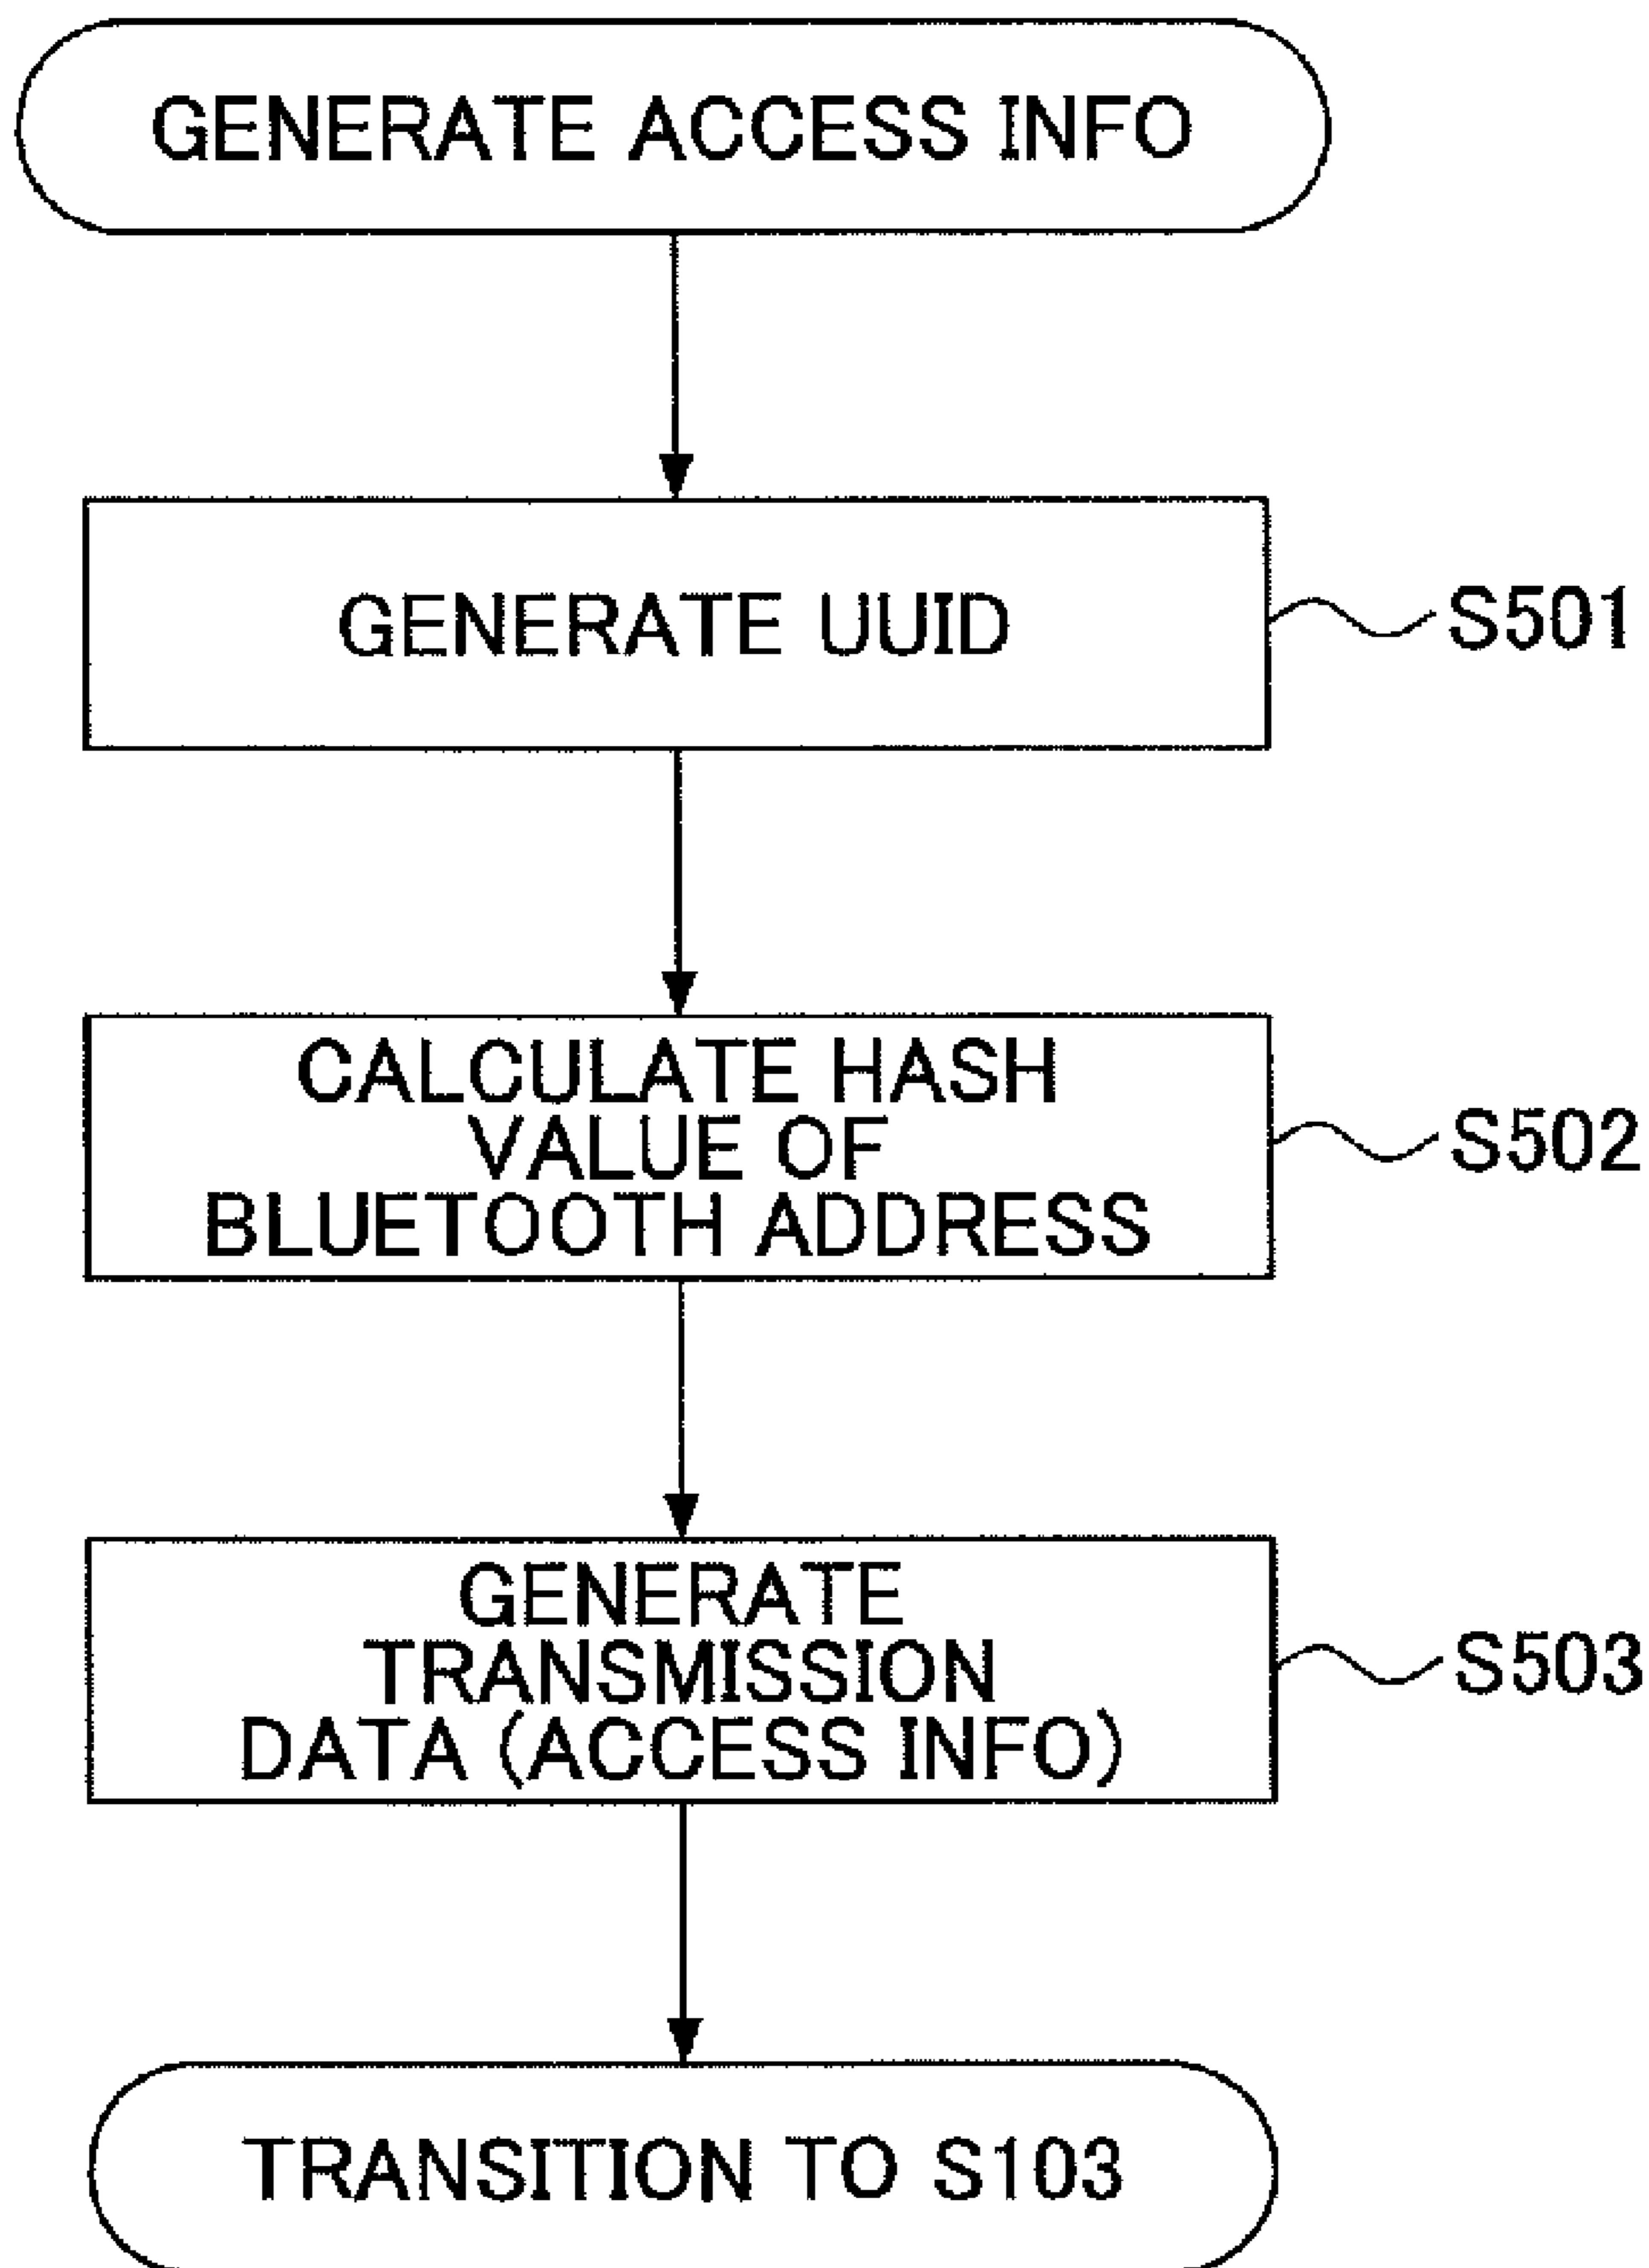 GENERATE ACCESS INFO
GENERATE UUID
S501
CALCULATE HASH
VALUE OF
BLUETOOTH ADDRESS
S502
GENERATE
TRANSMISSION
DATA (ACCESS INFO)
S503
TRANSITION TO S103